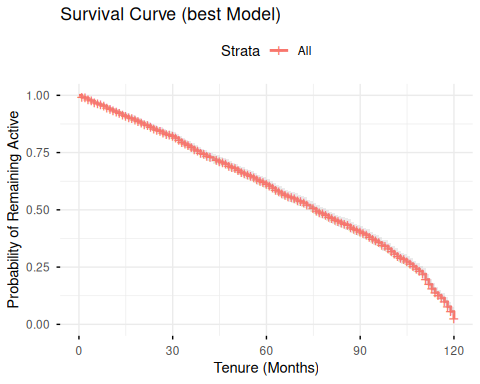 Survival Curve (best Model)
Strata All
1.00
0.75
0.50
0.25
0.00
Probability of Remaining Active
0 30 60 90 120
Tenure (Months)